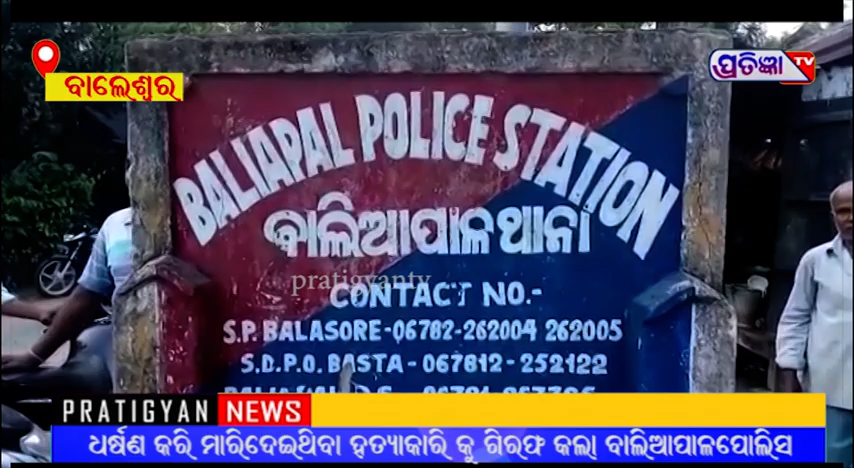 ବାଲେଶ୍ଵର
ପ୍ରତିଜ୍ଞା TV
BALIAPAL POLICE STATION
ବାଲିଆପାଳ ଥାନା
pratigyantv
CONTACT NO.-
S.P. BALASORE-06782-262004 262005
S.D.P.O. BASTA-067812-252122
PRATIGYAN NEWS
ଧର୍ଷଣ କରି ମାରିଦେଇଥିବା ହତ୍ୟାକାରି କୁ ଗିରଫ କଲା ବାଲିଆପାଳପୋଲିସ